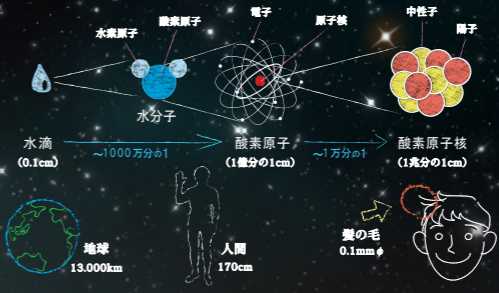 電子
中性子
酸素原子
原子核
水素原子
陽子
水分子
水滴
(0.1cm)
～1000万分の1
酸素原子
(1億分の1cm)
～1万分の1
酸素原子核
(1兆分の1cm)
地球
13.000km
人間
170cm
髪の毛
0.1mmφ